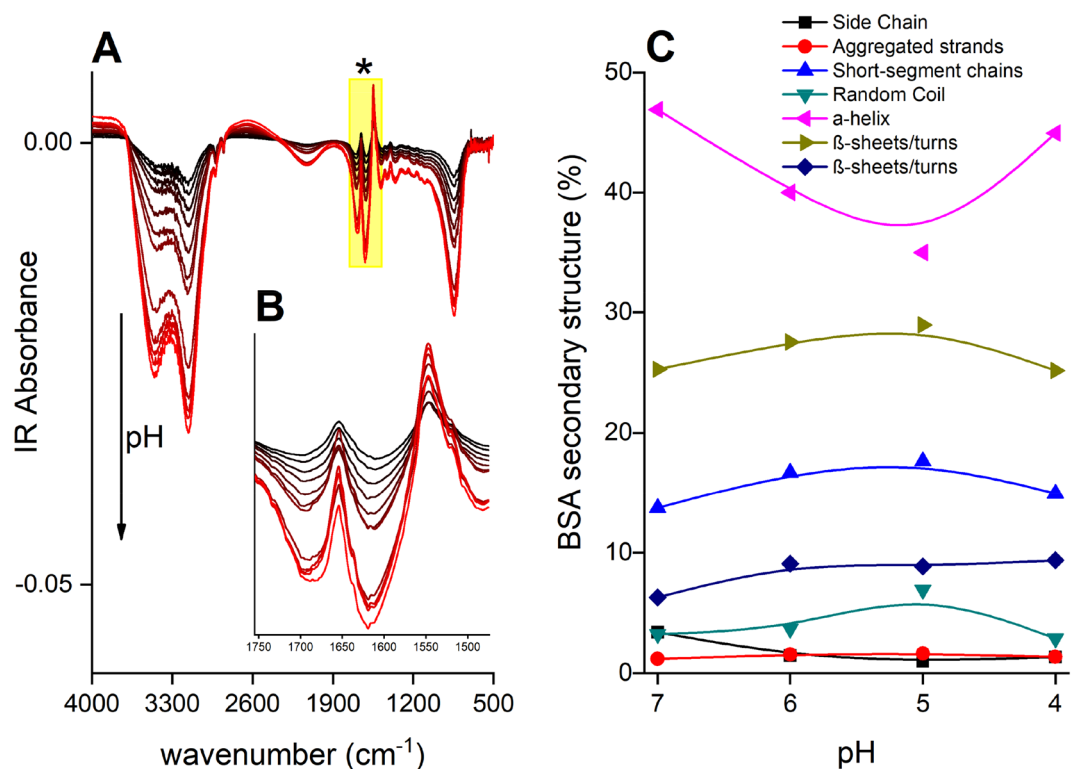 A
*
0.00
-0.05
IR Absorbance
pH
B
1750 1700 1650 1600 1550 1500
4000 3300 2600 1900 1200 500
wavenumber (cm-1)
C
Side Chain
Aggregated strands
Short-segment chains
Random Coil
a-helix
ß-sheets/turns
ß-sheets/turns
BSA secondary structure (%)
50
40
30
20
10
0
7 6 5 4
pH